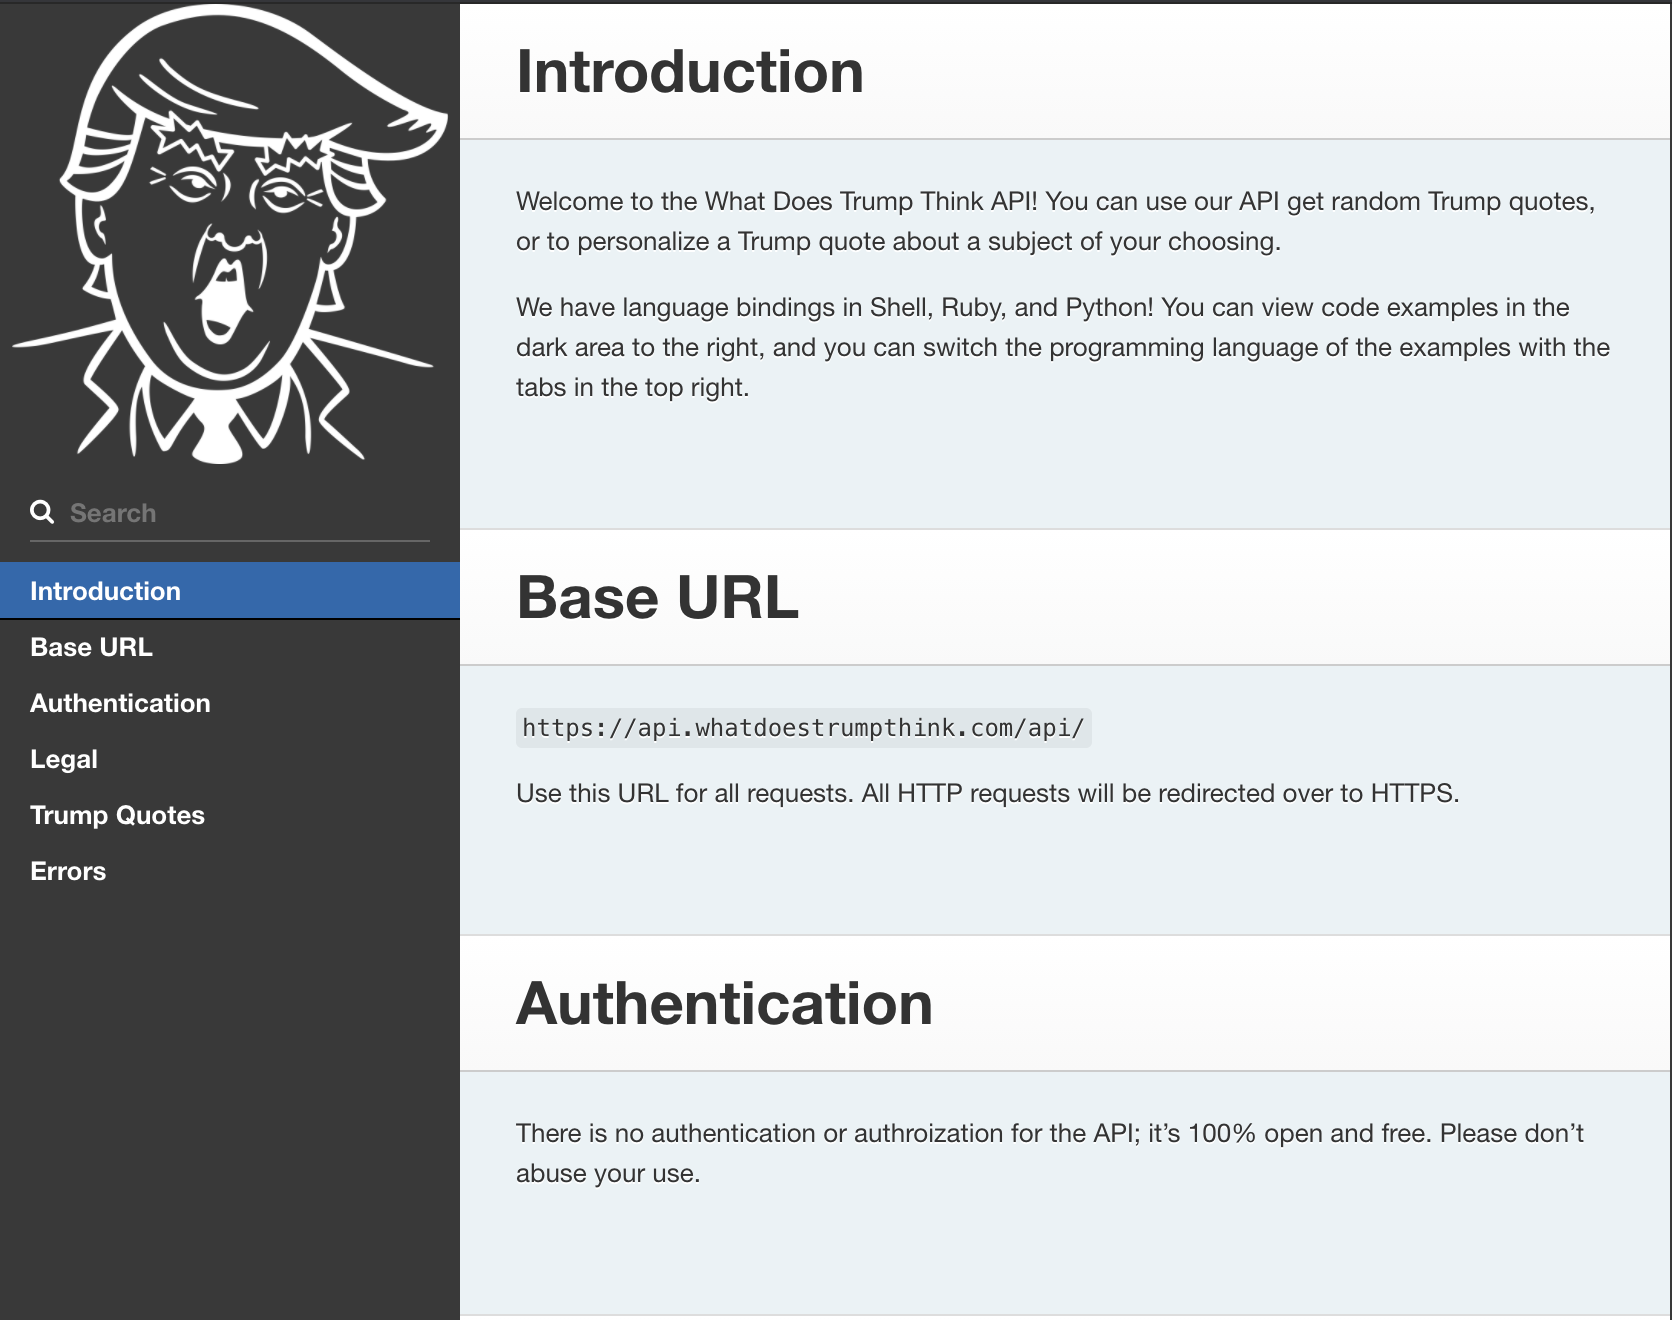 Search
Introduction
Base URL
Authentication
Legal
Trump Quotes
Errors
Introduction
Welcome to the What Does Trump Think API! You can use our API get random Trump quotes,
or to personalize a Trump quote about a subject of your choosing.
We have language bindings in Shell, Ruby, and Python! You can view code examples in the
dark area to the right, and you can switch the programming language of the examples with the
tabs in the top right.
Base URL
https://api.whatdoestrumpthink.com/api/
Use this URL for all requests. All HTTP requests will be redirected over to HTTPS.
Authentication
There is no authentication or authroization for the API; it’s 100% open and free. Please don’t
abuse your use.